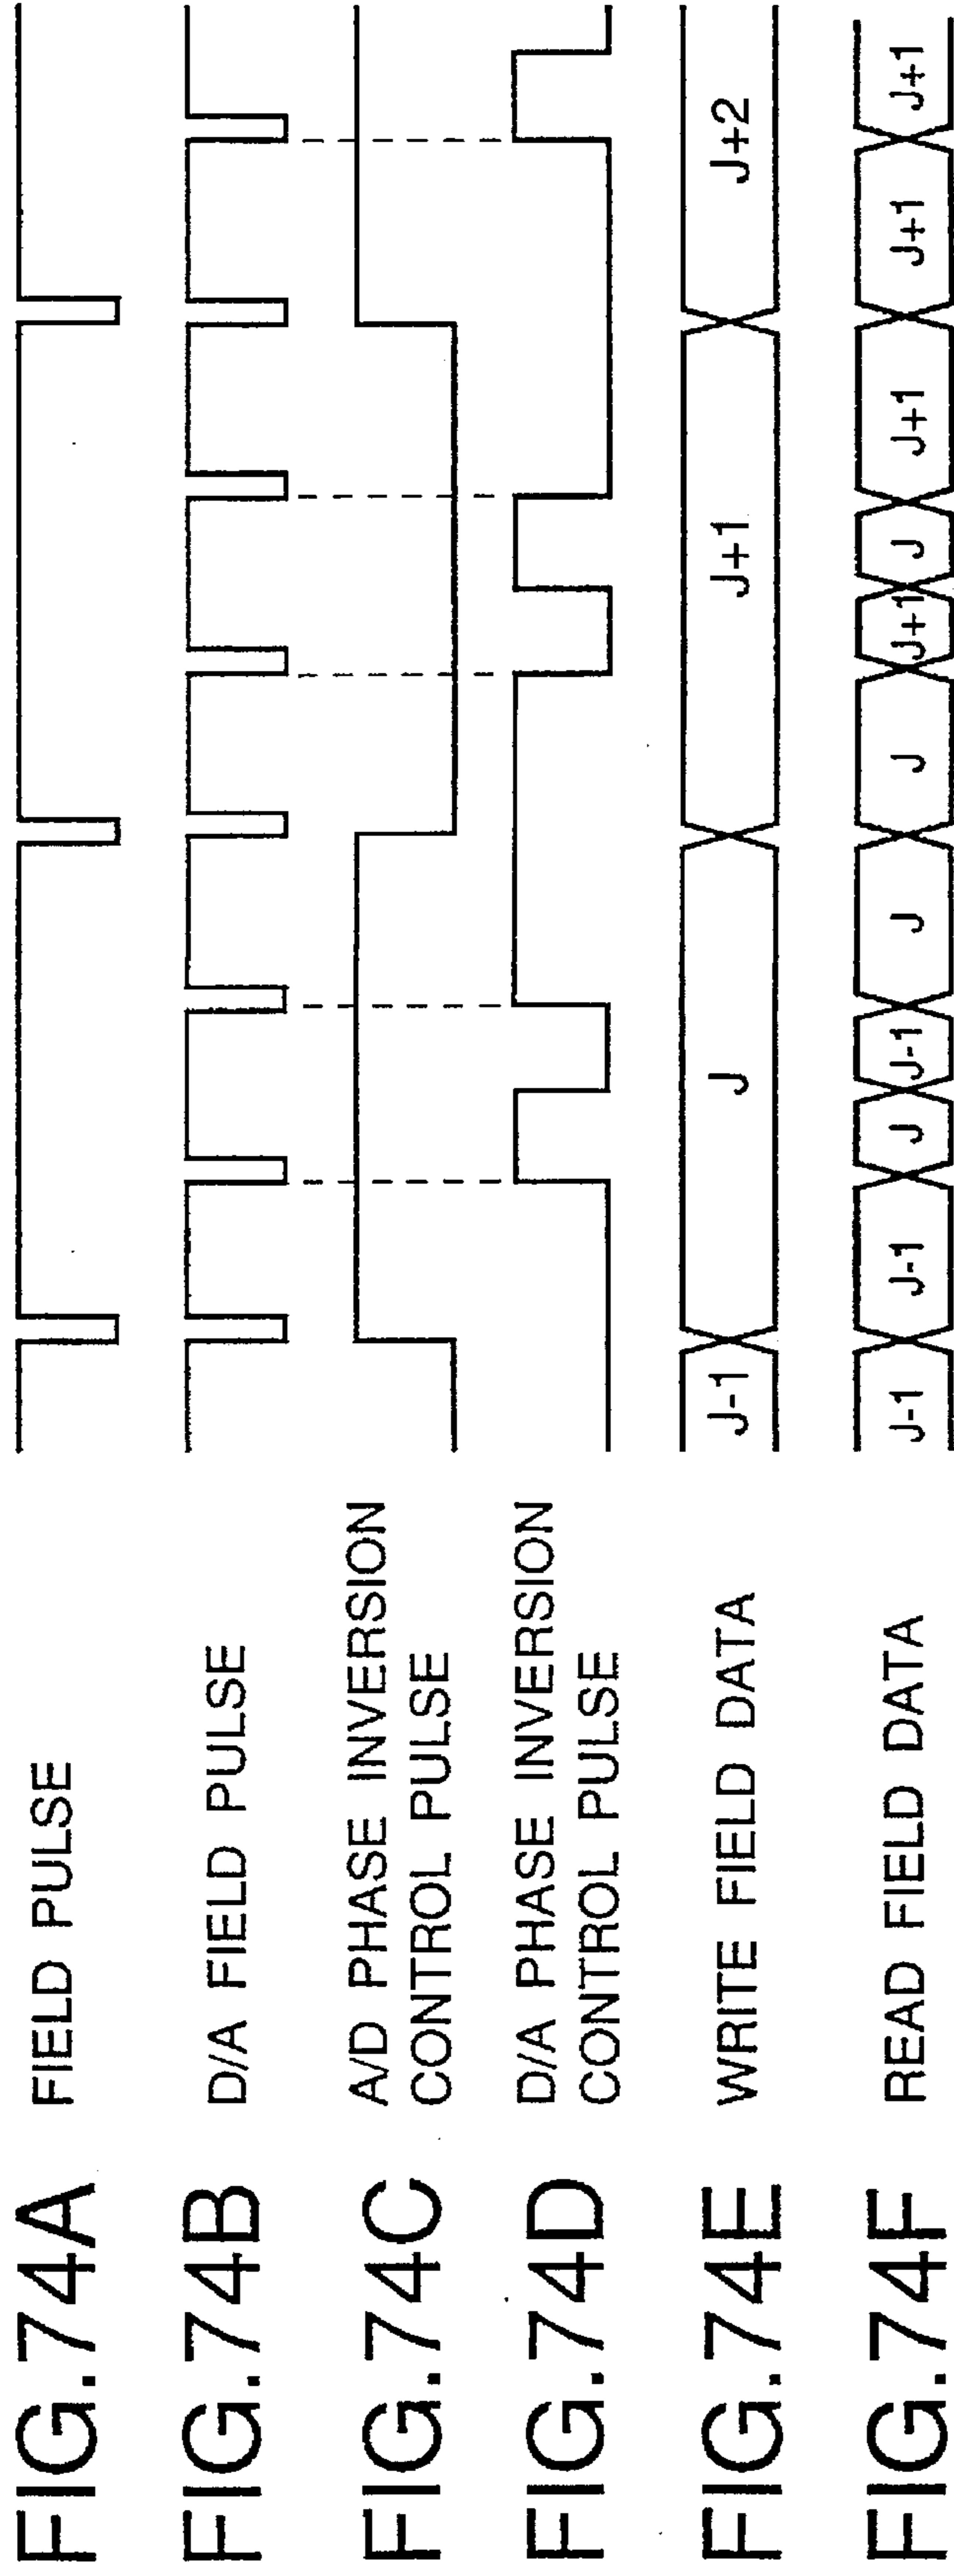 FIG.74A FIELD PULSE
FIG.74B D/A FIELD PULSE
FIG.74C A/D PHASE INVERSION
CONTROL PULSE
FIG.74D D/A PHASE INVERSION
CONTROL PULSE
FIG.74E WRITE FIELD DATA J-1 J J+1 J+2
FIG.74F READ FIELD DATA J-1 J-1 J J-1 J J J+1 J J+1 J+1 J+1